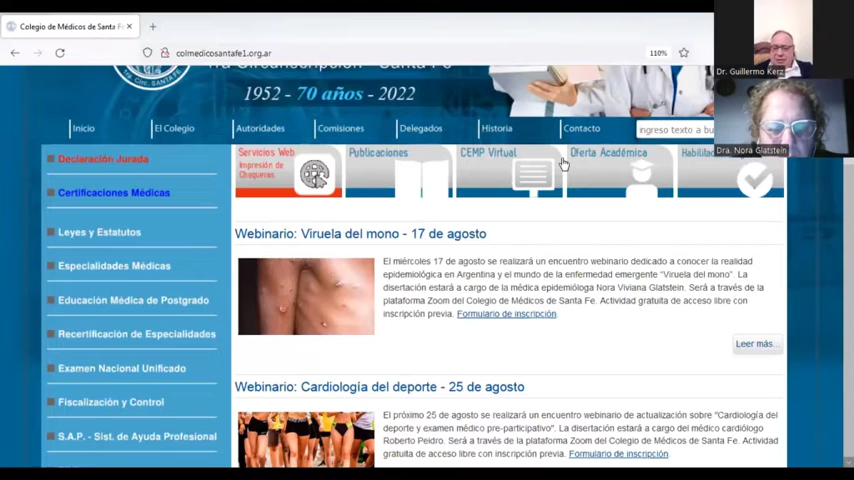 Colegio de Médicos de Santa Fe
colmedicosantafe1.org.ar
110%
Dr. Guillermo Kerz
1ra Circunscripción - Santa Fe
1952 - 70 años - 2022
Inicio
El Colegio
Autoridades
Comisiones
Delegados
Historia
Contacto
ingreso texto a bu
Dra. Nora Glatstein
Declaración Jurada
Certificaciones Médicas
Leyes y Estatutos
Especialidades Médicas
Educación Médica de Postgrado
Recertificación de Especialidades
Examen Nacional Unificado
Fiscalización y Control
S.A.P. - Sist. de Ayuda Profesional
Servicios Web
Impresión de
Chequeras
Publicaciones
CEMP Virtual
Oferta Académica
Habilitac
Webinario: Viruela del mono - 17 de agosto
El miércoles 17 de agosto se realizará un encuentro webinario dedicado a conocer la realidad
epidemiológica en Argentina y el mundo de la enfermedad emergente “Viruela del mono”. La
disertación estará a cargo de la médica epidemióloga Nora Viviana Glatstein. Será a través de la
plataforma Zoom del Colegio de Médicos de Santa Fe. Actividad gratuita de acceso libre con
inscripción previa. Formulario de inscripción.
Leer más...
Webinario: Cardiología del deporte - 25 de agosto
El próximo 25 de agosto se realizará un encuentro webinario de actualización sobre "Cardiología del
deporte y examen médico pre-participativo". La disertación estará a cargo del médico cardiólogo
Roberto Peidro. Será a través de la plataforma Zoom del Colegio de Médicos de Santa Fe. Actividad
gratuita de acceso libre con inscripción previa. Formulario de inscripción.